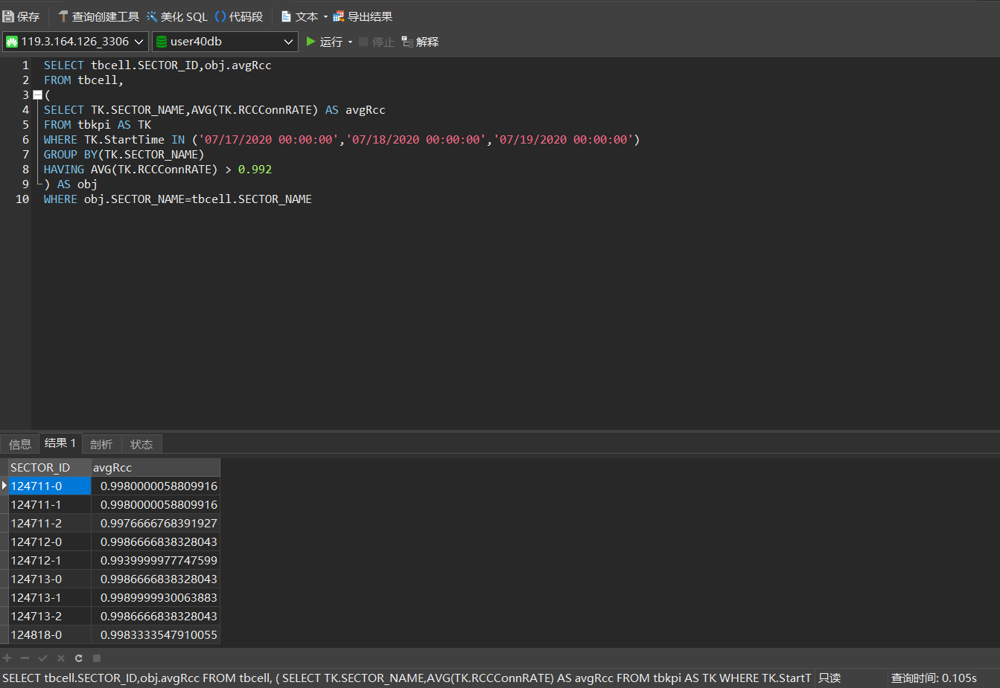 保存 查询创建工具 美化 SQL 代码段 文本 导出结果
119.3.164.126_3306 user40db 运行 停止 解释
1 SELECT tbcell.SECTOR_ID,obj.avgRcc
2 FROM tbcell,
3 (
4 SELECT TK.SECTOR_NAME,AVG(TK.RCCConnRATE) AS avgRcc
5 FROM tbkpi AS TK
6 WHERE TK.StartTime IN ('07/17/2020 00:00:00','07/18/2020 00:00:00','07/19/2020 00:00:00')
7 GROUP BY(TK.SECTOR_NAME)
8 HAVING AVG(TK.RCCConnRATE) > 0.992
9 ) AS obj
10 WHERE obj.SECTOR_NAME=tbcell.SECTOR_NAME
信息 结果 1 剖析 状态
SECTOR_ID avgRcc
124711-0 0.9980000058809916
124711-1 0.9980000058809916
124711-2 0.9976666768391927
124712-0 0.9986666838328043
124712-1 0.9939999977747599
124713-0 0.9986666838328043
124713-1 0.9989999930063883
124713-2 0.9986666838328043
124818-0 0.9983333547910055
SELECT tbcell.SECTOR_ID,obj.avgRcc FROM tbcell, ( SELECT TK.SECTOR_NAME,AVG(TK.RCCConnRATE) AS avgRcc FROM tbkpi AS TK WHERE TK.StartT 只读 查询时间: 0.105s